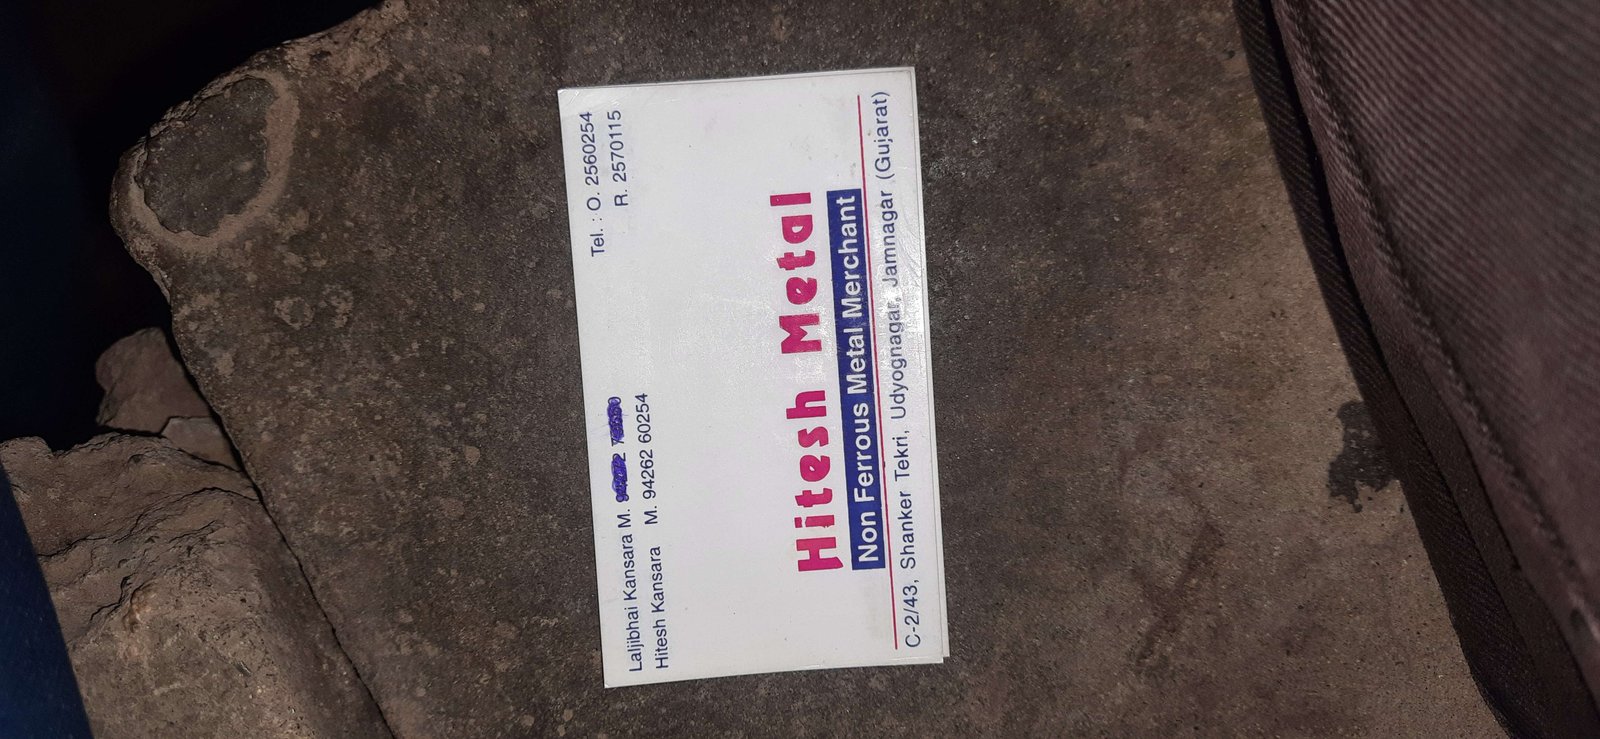 Laljibhai Kansara M.
Hitesh Kansara M. 94262 60254
Tel. : O. 2560254
R. 2570115
Hitesh Metal
Non Ferrous Metal Merchant
C-2/43, Shanker Tekri, Udyognagar, Jamnagar (Gujarat)